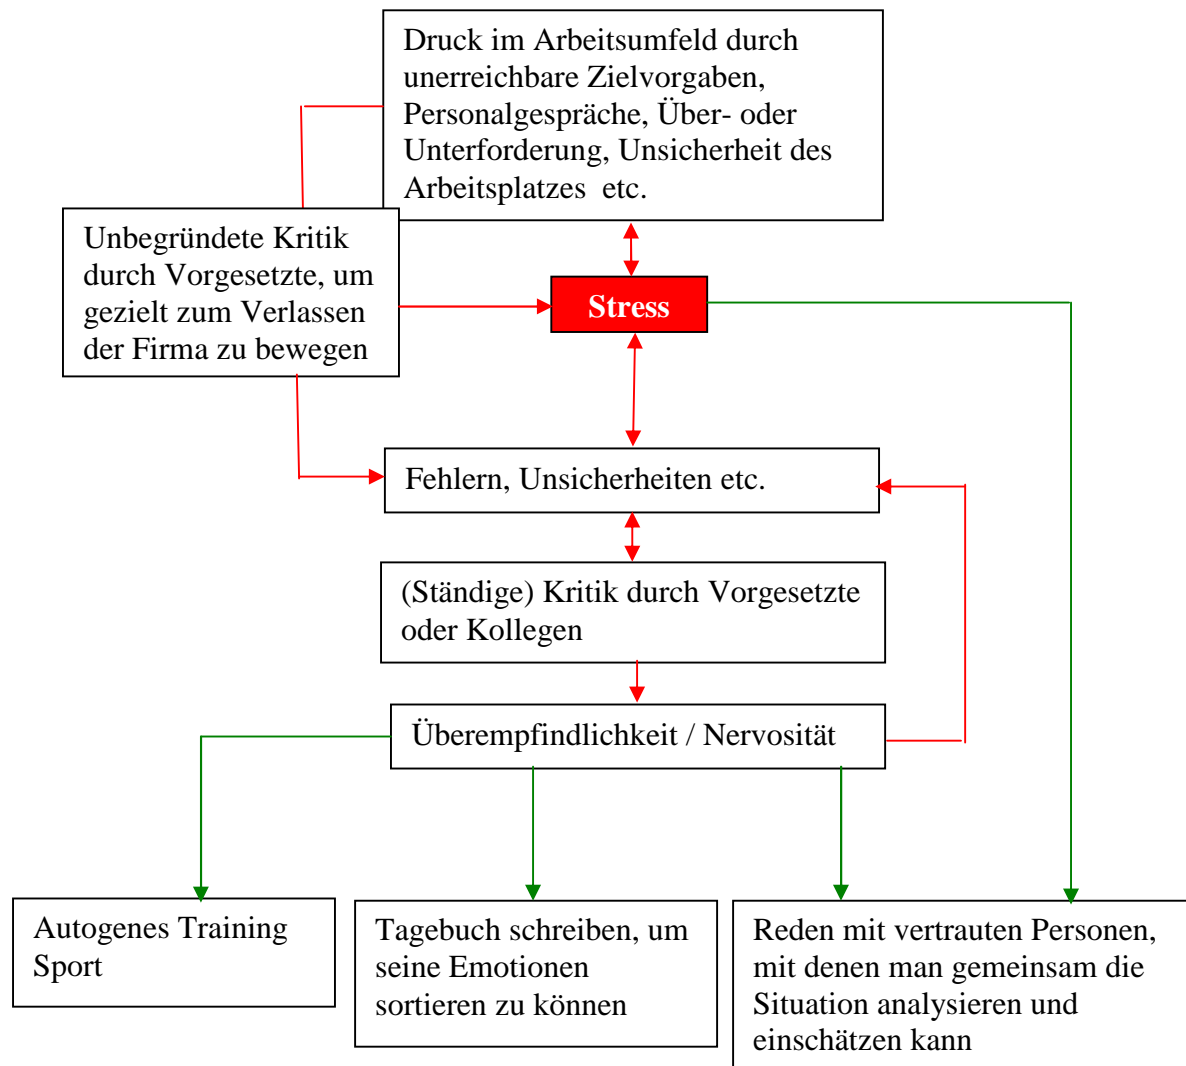 Druck im Arbeitsumfeld durch
unerreichbare Zielvorgaben,
Personalgespräche, Über- oder
Unterforderung, Unsicherheit des
Arbeitsplatzes  etc.
Unbegründete Kritik
durch Vorgesetzte, um
gezielt zum Verlassen
der Firma zu bewegen
Stress
Fehlern, Unsicherheiten etc.
(Ständige) Kritik durch Vorgesetzte
oder Kollegen
Überempfindlichkeit / Nervosität
Autogenes Training
Sport
Tagebuch schreiben, um
seine Emotionen
sortieren zu können
Reden mit vertrauten Personen,
mit denen man gemeinsam die
Situation analysieren und
einschätzen kann